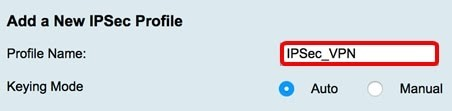 Add a New IPSec Profile
Profile Name: IPSec_VPN
Keying Mode Auto Manual